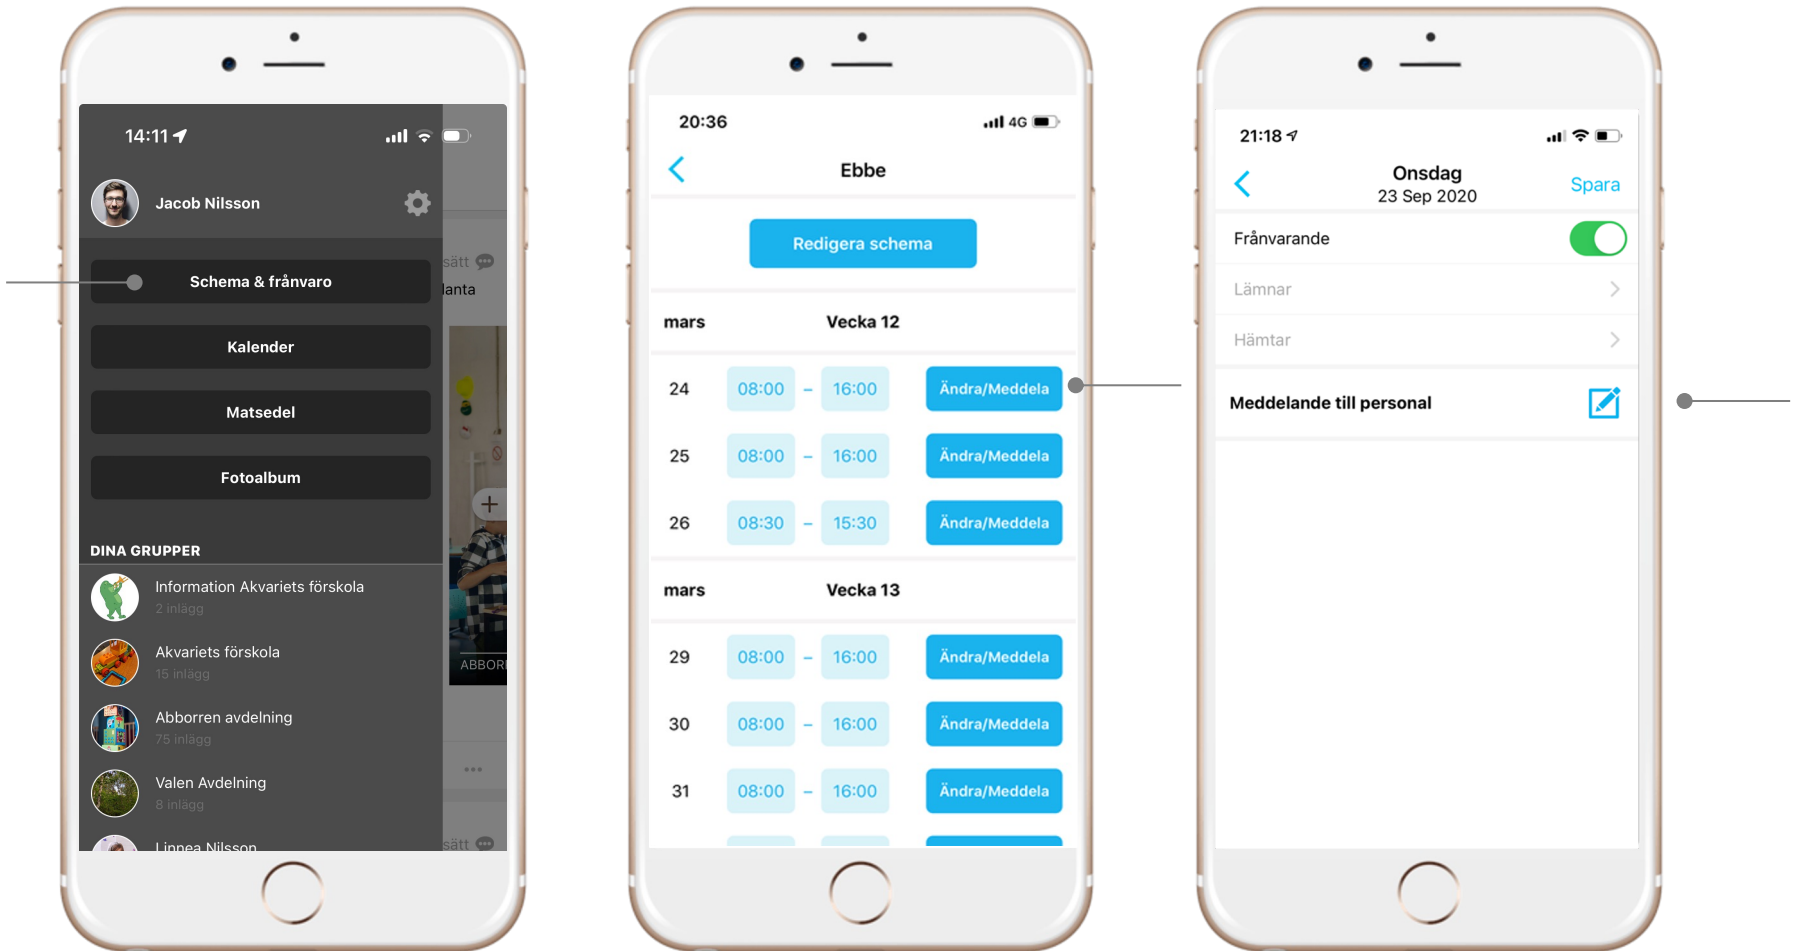 14:11
Jacob Nilsson
Schema & frånvaro
Kalender
Matsedel
Fotoalbum
DINA GRUPPER
Information Akvariets förskola
2 inlägg
Akvariets förskola
15 inlägg
Abborren avdelning
75 inlägg
Valen Avdelning
8 inlägg
Linnea Nilsson
sätt
lanta
ABBOR
sätt
20:36 4G
Ebbe
Redigera schema
mars Vecka 12
24 08:00 – 16:00 Ändra/Meddela
25 08:00 – 16:00 Ändra/Meddela
26 08:30 – 15:30 Ändra/Meddela
mars Vecka 13
29 08:00 – 16:00 Ändra/Meddela
30 08:00 – 16:00 Ändra/Meddela
31 08:00 – 16:00 Ändra/Meddela
21:18
Onsdag
23 Sep 2020
Spara
Frånvarande
Lämnar
Hämtar
Meddelande till personal